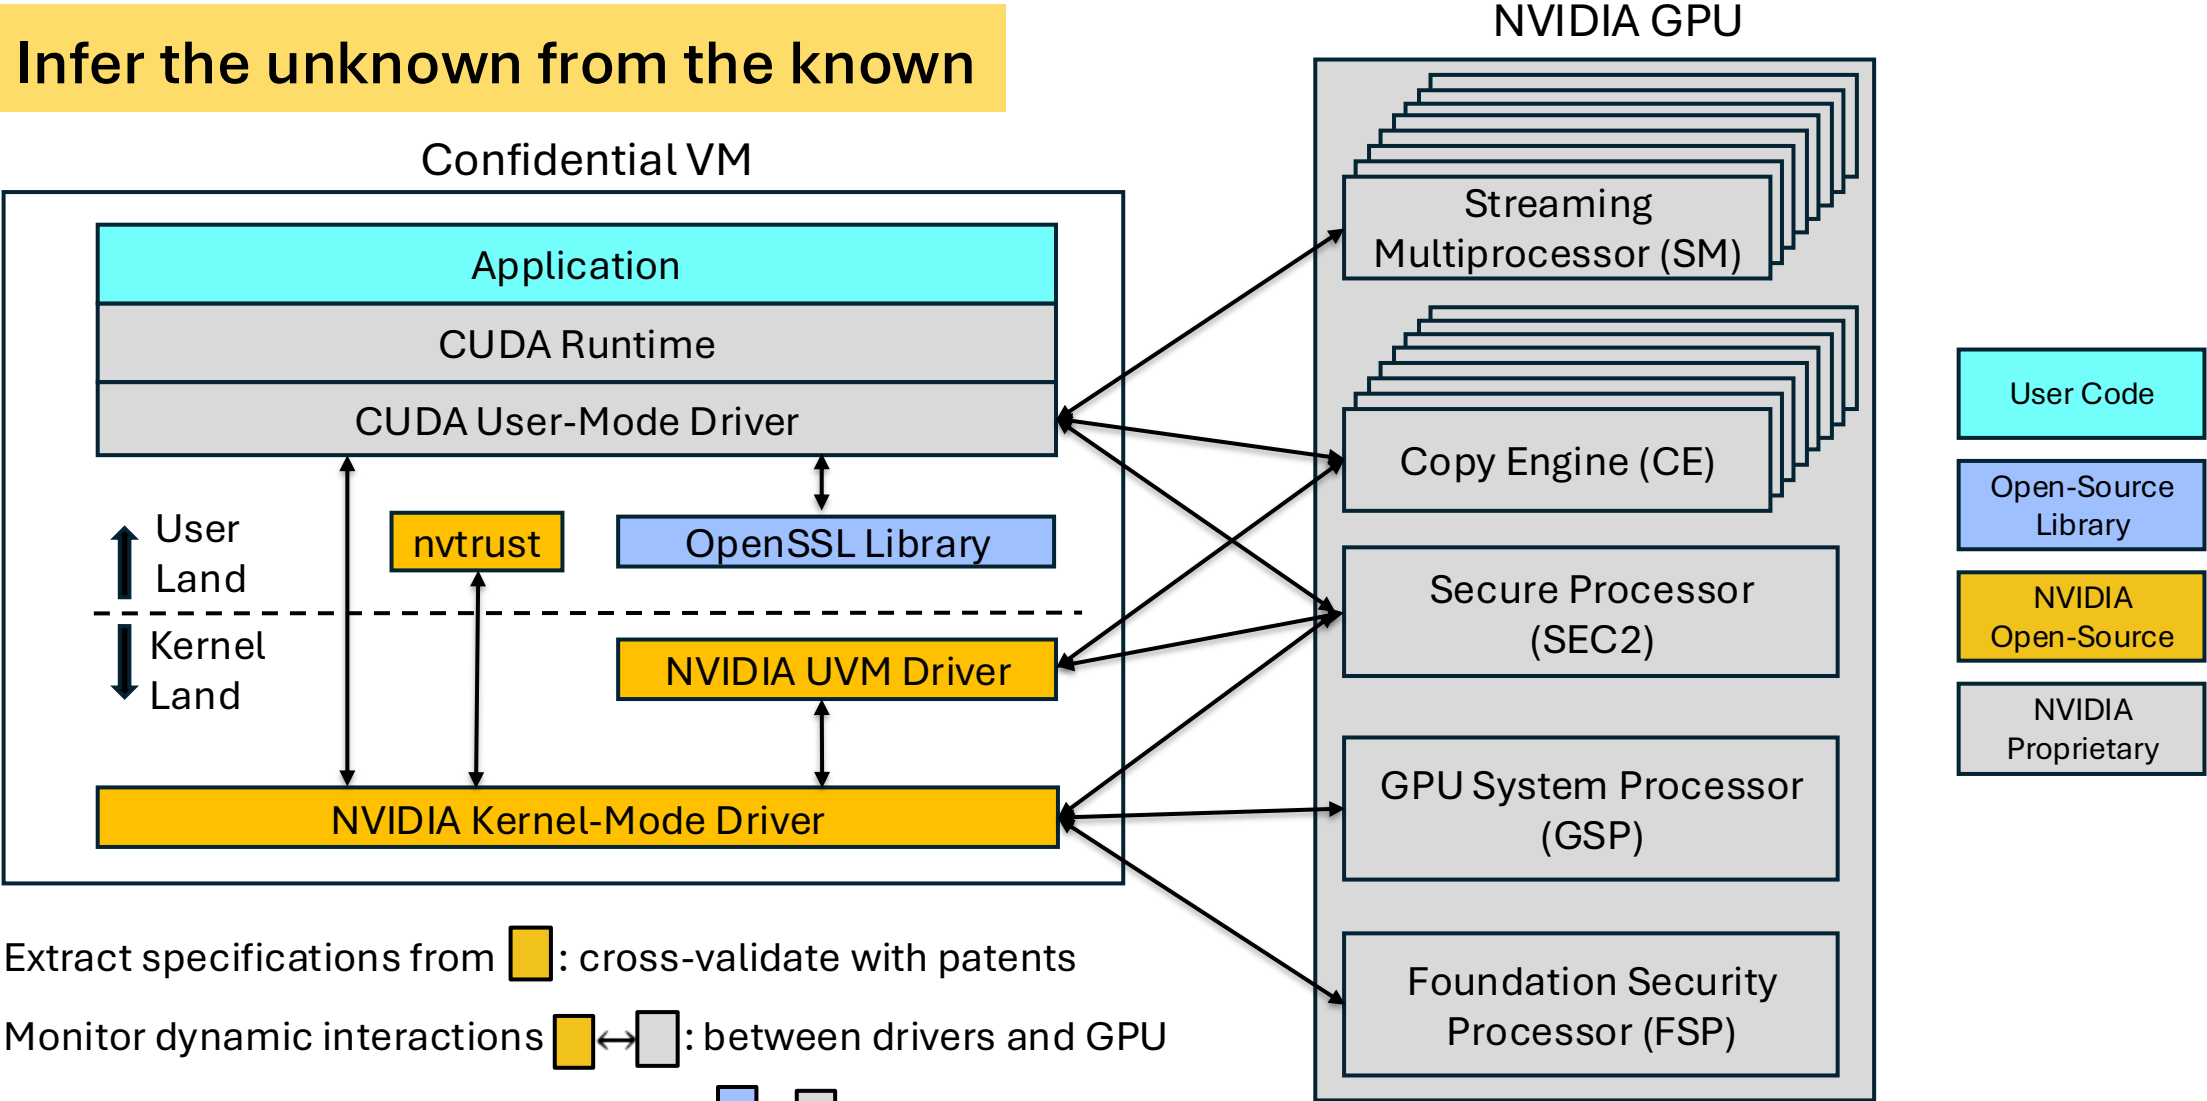 Infer the unknown from the known
NVIDIA GPU
Confidential VM
Application
CUDA Runtime
CUDA User-Mode Driver
User
Land
nvtrust
OpenSSL Library
Kernel
Land
NVIDIA UVM Driver
NVIDIA Kernel-Mode Driver
Streaming
Multiprocessor (SM)
Copy Engine (CE)
Secure Processor
(SEC2)
GPU System Processor
(GSP)
Foundation Security
Processor (FSP)
User Code
Open-Source
Library
NVIDIA
Open-Source
NVIDIA
Proprietary
Extract specifications from : cross-validate with patents
Monitor dynamic interactions : between drivers and GPU